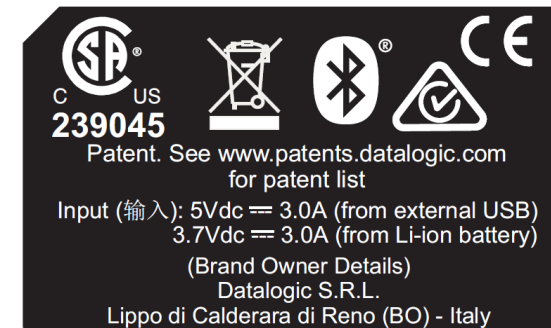 C US
239045
Patent. See www.patents.datalogic.com
for patent list
Input (输入): 5Vdc ⎓ 3.0A (from external USB)
3.7Vdc ⎓ 3.0A (from Li-ion battery)
(Brand Owner Details)
Datalogic S.R.L.
Lippo di Calderara di Reno (BO) - Italy